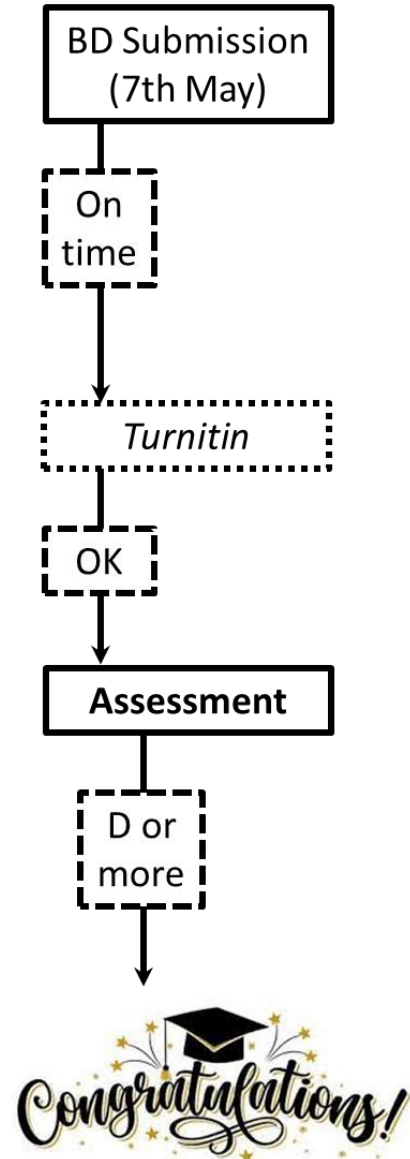 BD Submission
(7th May)
On
time
Turnitin
OK
Assessment
D or
more
Congratulations!